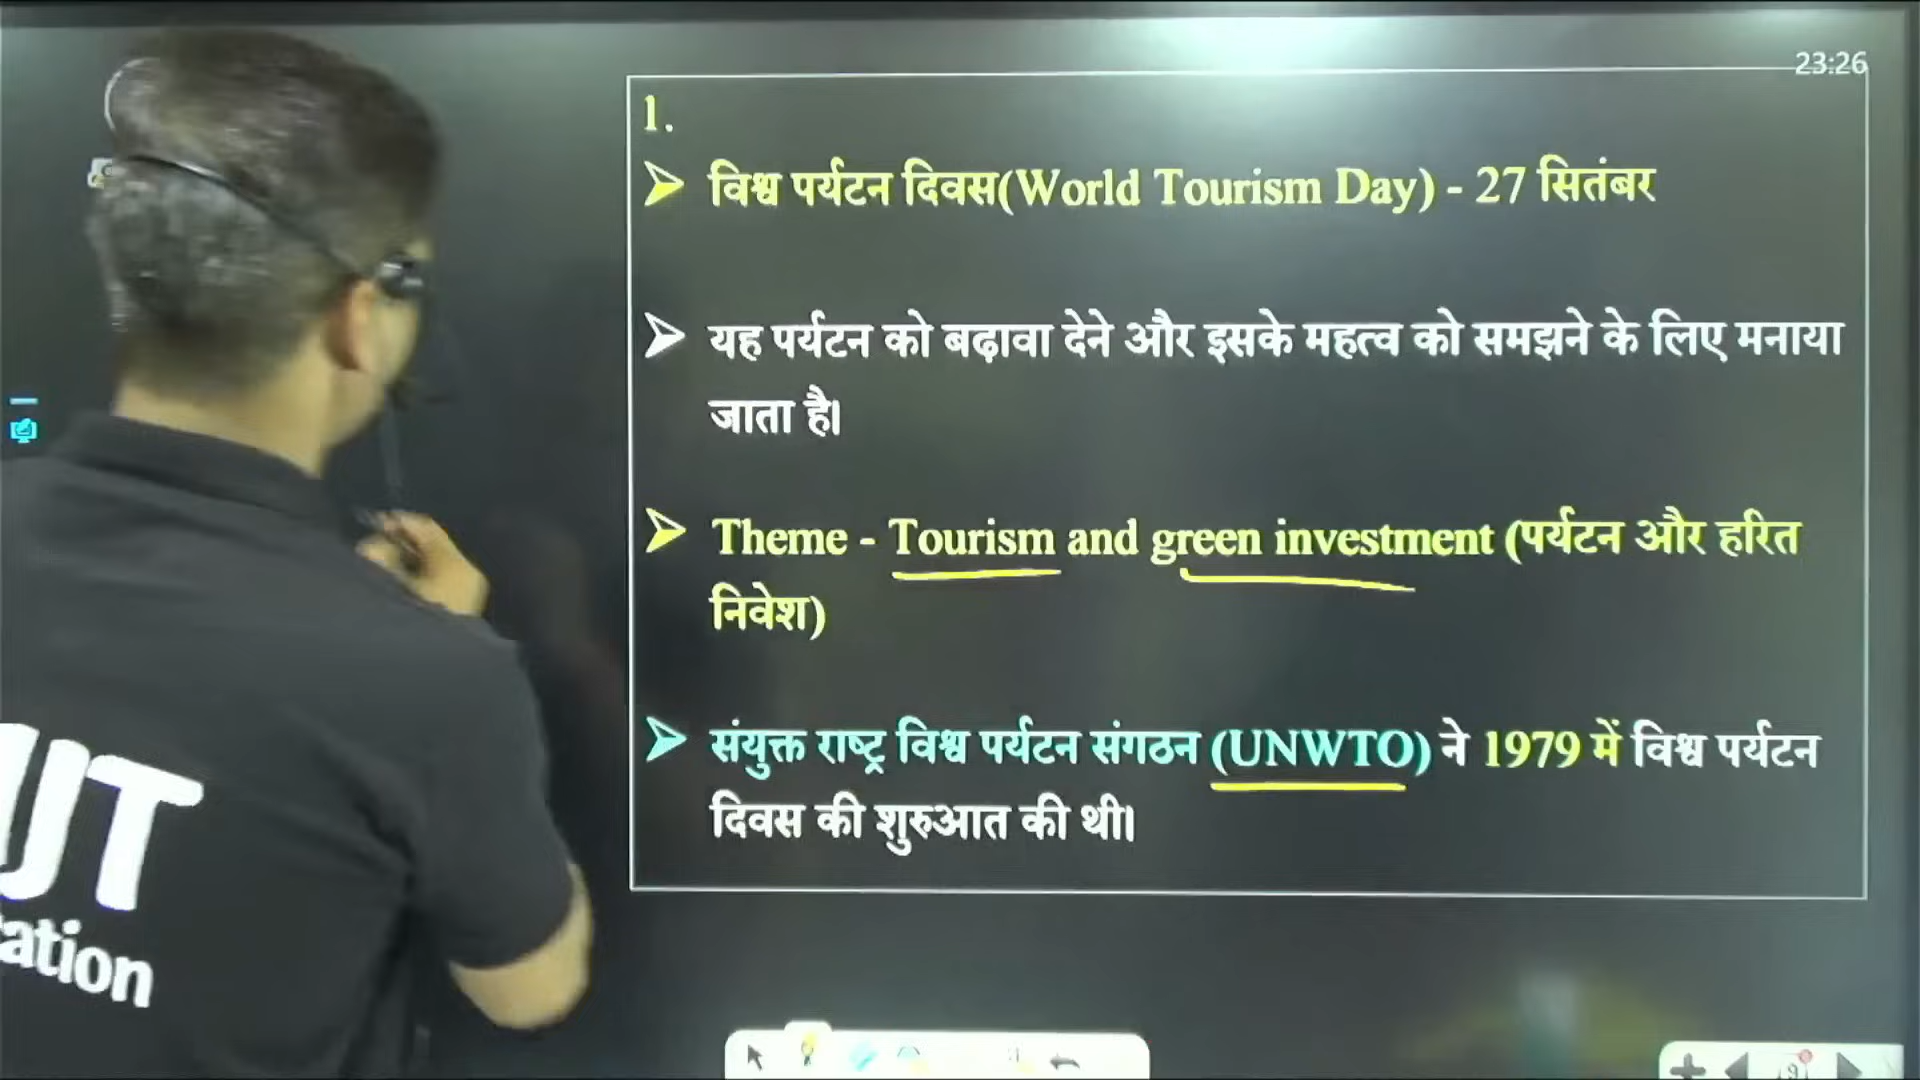 23:26
1.
➢ विश्व पर्यटन दिवस(World Tourism Day) - 27 सितंबर
➢ यह पर्यटन को बढ़ावा देने और इसके महत्व को समझने के लिए मनाया
जाता है।
➢ Theme - Tourism and green investment (पर्यटन और हरित
निवेश)
➢ संयुक्त राष्ट्र विश्व पर्यटन संगठन (UNWTO) ने 1979 में विश्व पर्यटन
दिवस की शुरुआत की थी।
9